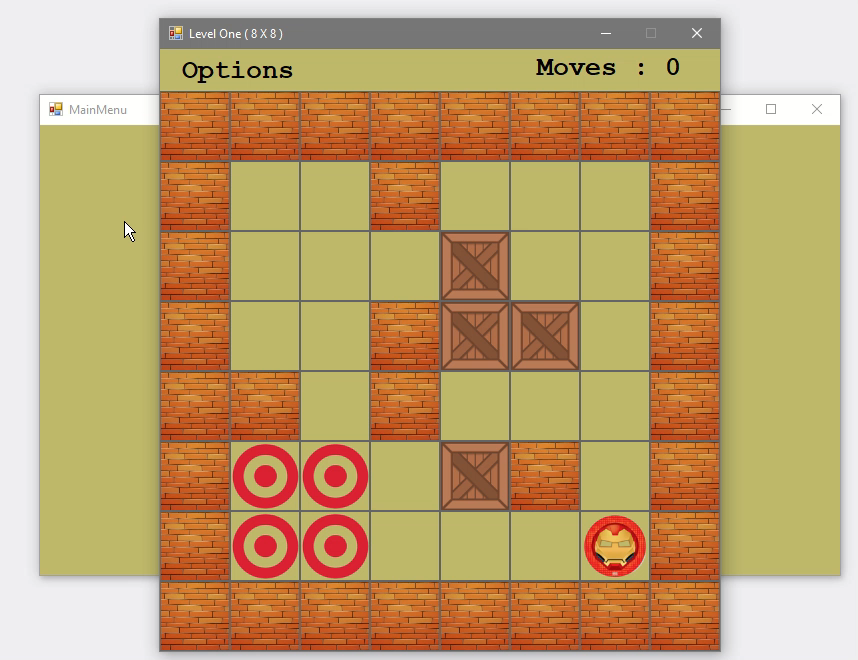 Level One ( 8 X 8 )
Options
Moves : 0
MainMenu